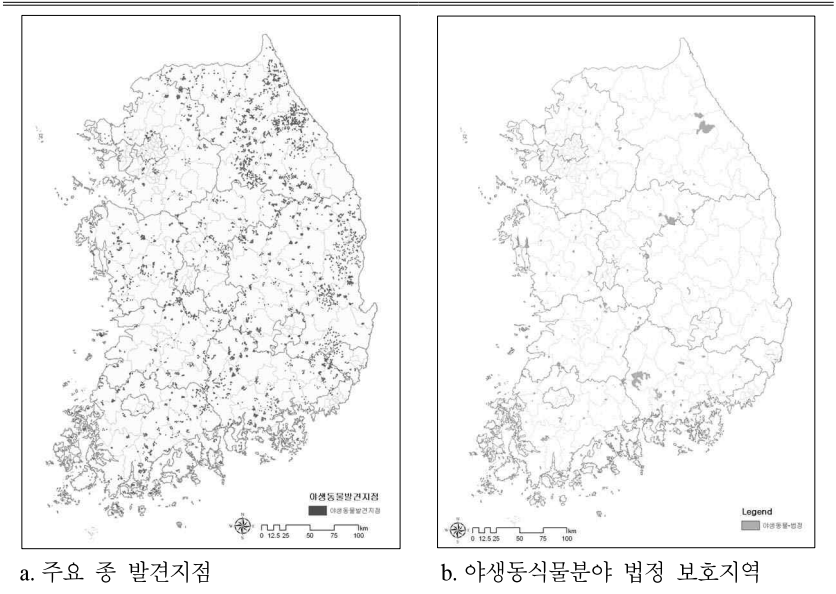 야생동물발견지점
야생동물발견지점
0 12.5 25 50 75 100 km
Legend
야생동물-법정
0 12.5 25 50 75 100 km
a. 주요 종 발견지점
b. 야생동식물분야 법정 보호지역